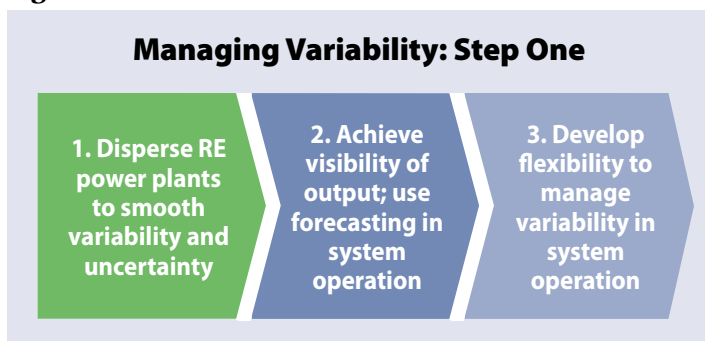 Managing Variability: Step One
1. Disperse RE
power plants
to smooth
variability and
uncertainty
2. Achieve
visibility of
output; use
forecasting in
system
operation
3. Develop
flexibility to
manage
variability in
system
operation